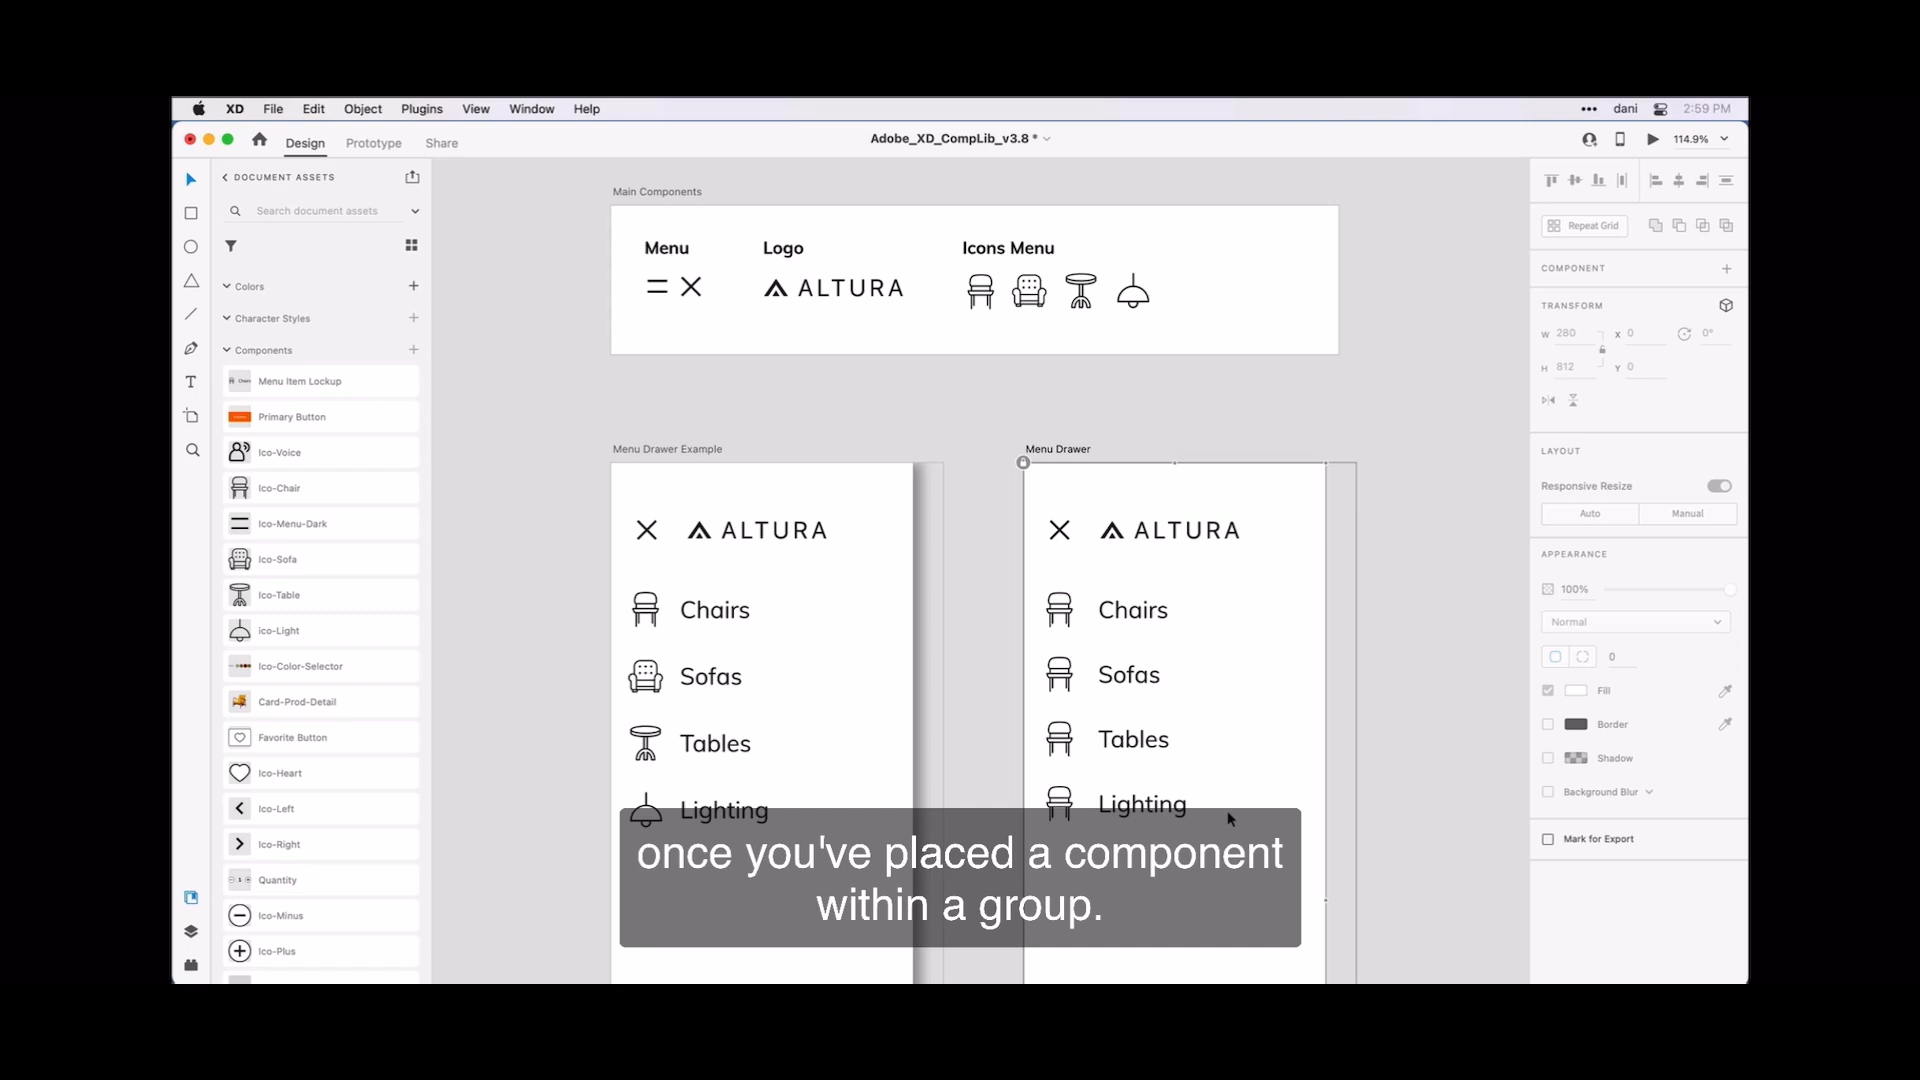 XD File Edit Object Plugins View Window Help
••• dani 2:59 PM
Design Prototype Share
Adobe_XD_CompLib_v3.8 *
114.9%
DOCUMENT ASSETS
Search document assets
Colors
Character Styles
Components
Menu Item Lockup
Primary Button
Ico-Voice
Ico-Chair
Ico-Menu-Dark
Ico-Sofa
Ico-Table
ico-Light
Ico-Color-Selector
Card-Prod-Detail
Favorite Button
Ico-Heart
Ico-Left
Ico-Right
Quantity
Ico-Minus
Ico-Plus
Main Components
Menu Logo Icons Menu
ALTURA
Menu Drawer Example
ALTURA
Chairs
Sofas
Tables
Lighting
Menu Drawer
ALTURA
Chairs
Sofas
Tables
Lighting
once you've placed a component
within a group.
Repeat Grid
COMPONENT
TRANSFORM
W 280 X 0 0°
H 812 Y 0
LAYOUT
Responsive Resize
Auto Manual
APPEARANCE
100%
Normal
0
Fill
Border
Shadow
Background Blur
Mark for Export